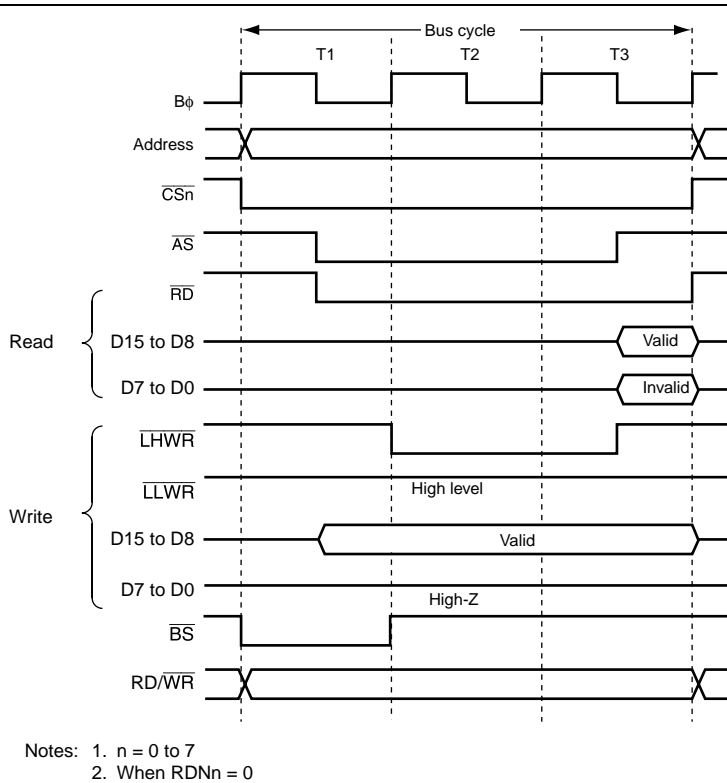 Bus cycle
T1 T2 T3
Bφ
Address
CSn
AS
RD
Read
D15 to D8 Valid
D7 to D0 Invalid
LHWR
LLWR High level
Write
D15 to D8 Valid
D7 to D0 High-Z
BS
RD/WR
Notes: 1. n = 0 to 7
2. When RDNn = 0